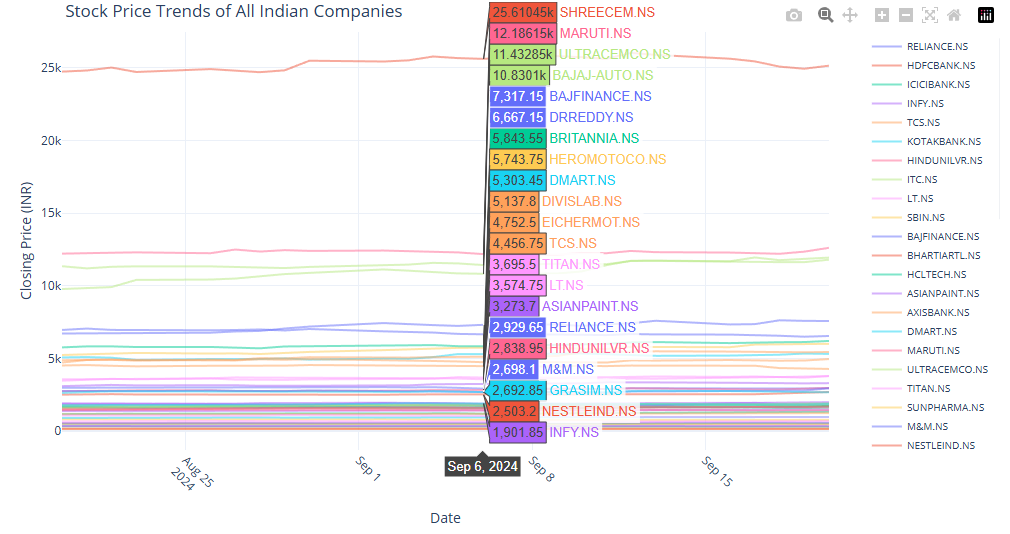 Stock Price Trends of All Indian Companies
25.61045k SHREECEM.NS
12.18615k MARUTI.NS
11.43285k ULTRACEMCO.NS
10.8301k BAJAJ-AUTO.NS
7,317.15 BAJFINANCE.NS
6,667.15 DRREDDY.NS
5,843.55 BRITANNIA.NS
5,743.75 HEROMOTOCO.NS
5,303.45 DMART.NS
5,137.8 DIVISLAB.NS
4,752.5 EICHERMOT.NS
4,456.75 TCS.NS
3,695.5 TITAN.NS
3,574.75 LT.NS
3,273.7 ASIANPAINT.NS
2,929.65 RELIANCE.NS
2,838.95 HINDUNILVR.NS
2,698.1 M&M.NS
2,692.85 GRASIM.NS
2,503.2 NESTLEIND.NS
1,901.85 INFY.NS
Closing Price (INR)
25k
20k
15k
10k
5k
0
Aug 25
2024
Sep 1
Sep 6, 2024
Sep 8
Sep 15
Date
RELIANCE.NS
HDFCBANK.NS
ICICIBANK.NS
INFY.NS
TCS.NS
KOTAKBANK.NS
HINDUNILVR.NS
ITC.NS
LT.NS
SBIN.NS
BAJFINANCE.NS
BHARTIARTL.NS
HCLTECH.NS
ASIANPAINT.NS
AXISBANK.NS
DMART.NS
MARUTI.NS
ULTRACEMCO.NS
TITAN.NS
SUNPHARMA.NS
M&M.NS
NESTLEIND.NS